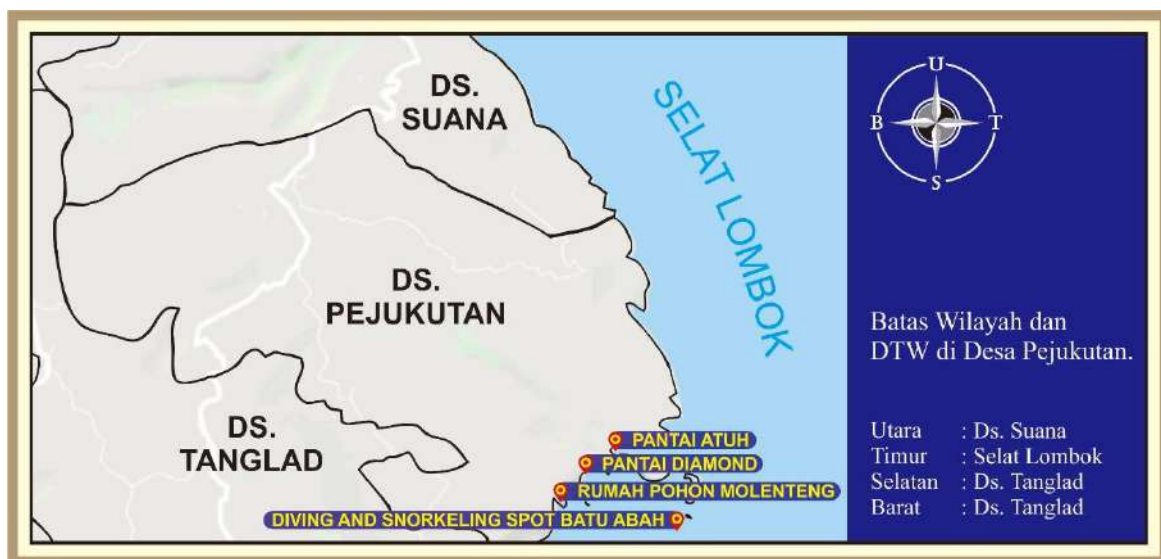 DS.
SUANA
SELAT LOMBOK
DS.
PEJUKUTAN
DS.
TANGLAD
PANTAI ATUH
PANTAI DIAMOND
RUMAH POHON MOLENTENG
DIVING AND SNORKELING SPOT BATU ABAH
U
B
T
S
Batas Wilayah dan
DTW di Desa Pejukutan.
Utara : Ds. Suana
Timur : Selat Lombok
Selatan : Ds. Tanglad
Barat : Ds. Tanglad